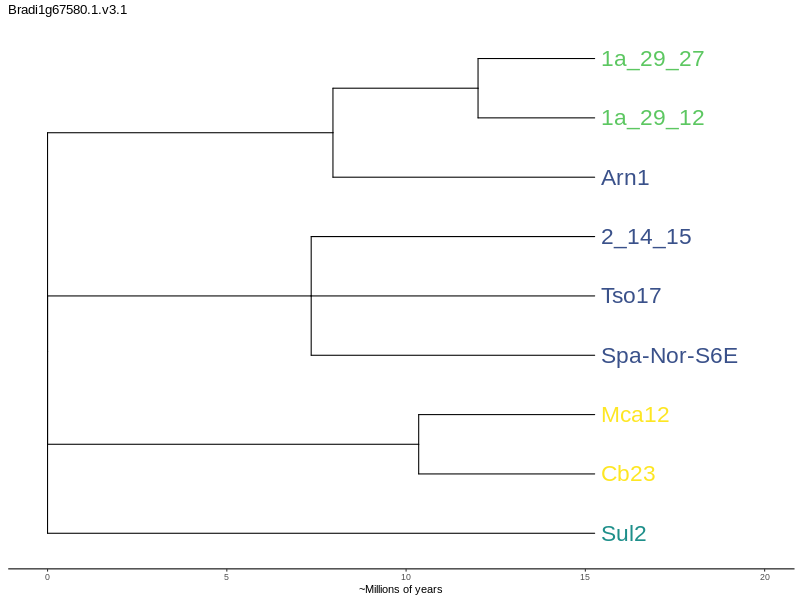 Bradi1g67580.1.v3.1
1a_29_27
1a_29_12
Arn1
2_14_15
Tso17
Spa-Nor-S6E
Mca12
Cb23
Sul2
0 5 10 15 20
~Millions of years